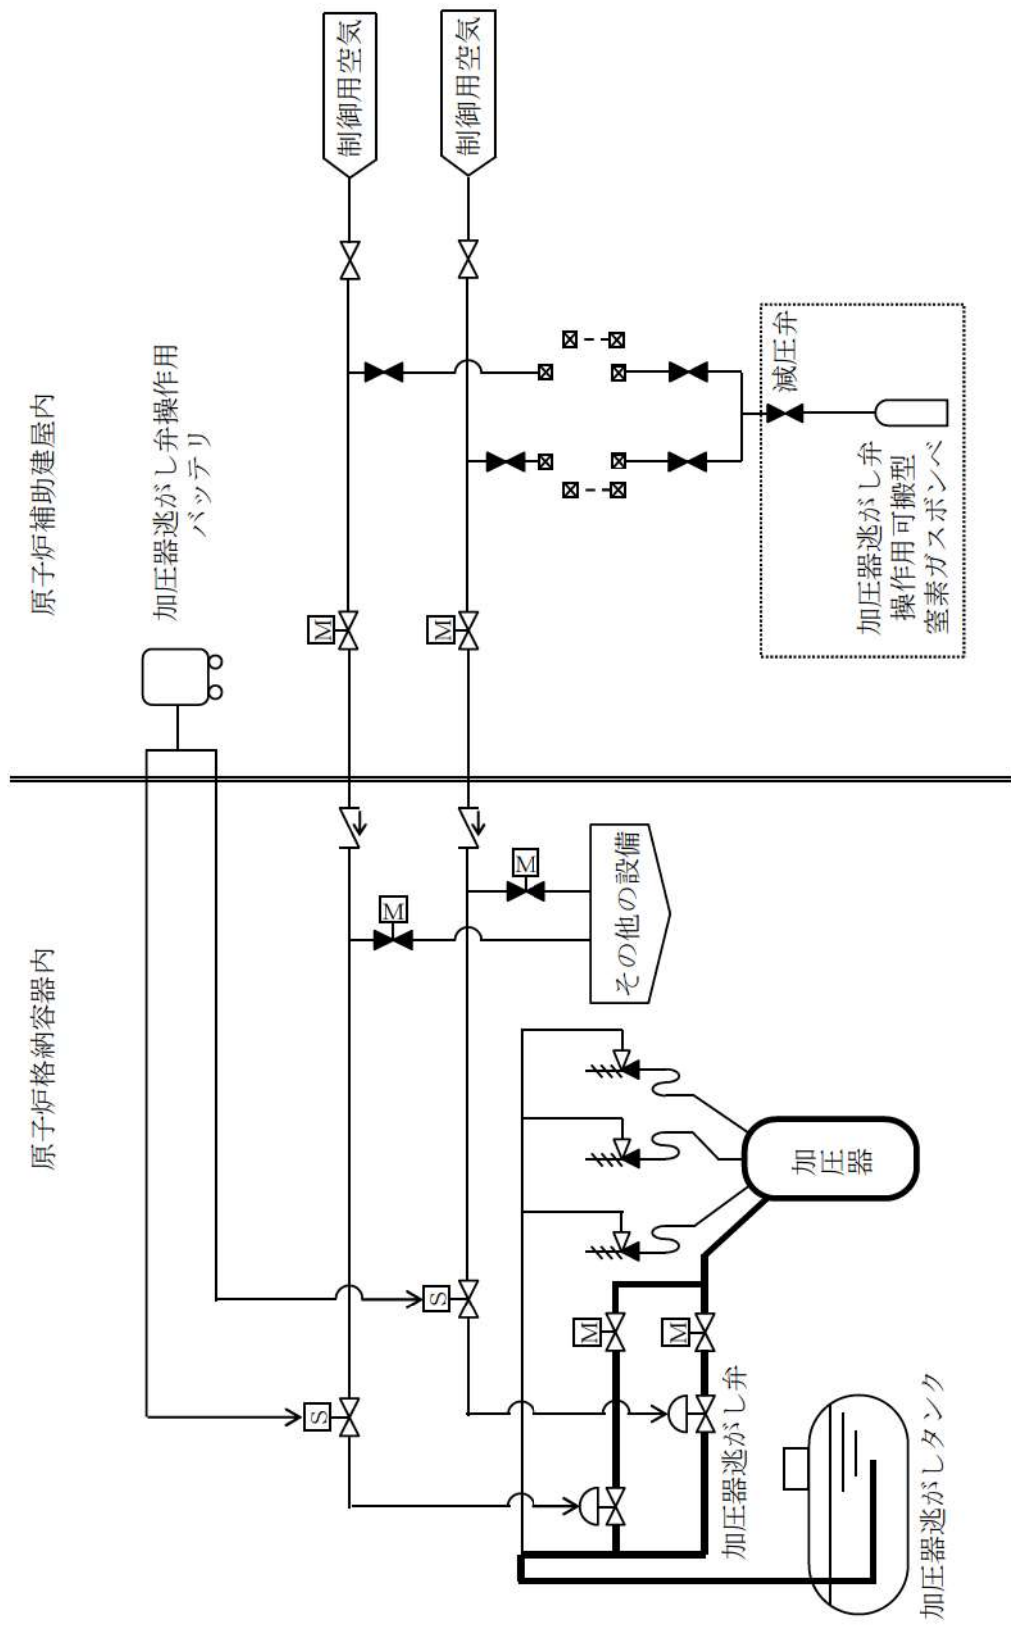 原子炉格納容器内
原子炉補助建屋内
加圧器逃がし弁操作用
バッテリ
制御用空気
制御用空気
M
M
M
M
その他の設備
S
S
M
M
加圧器
加圧器逃がし弁
加圧器逃がしタンク
減圧弁
加圧器逃がし弁
操作用可搬型
窒素ガスボンベ